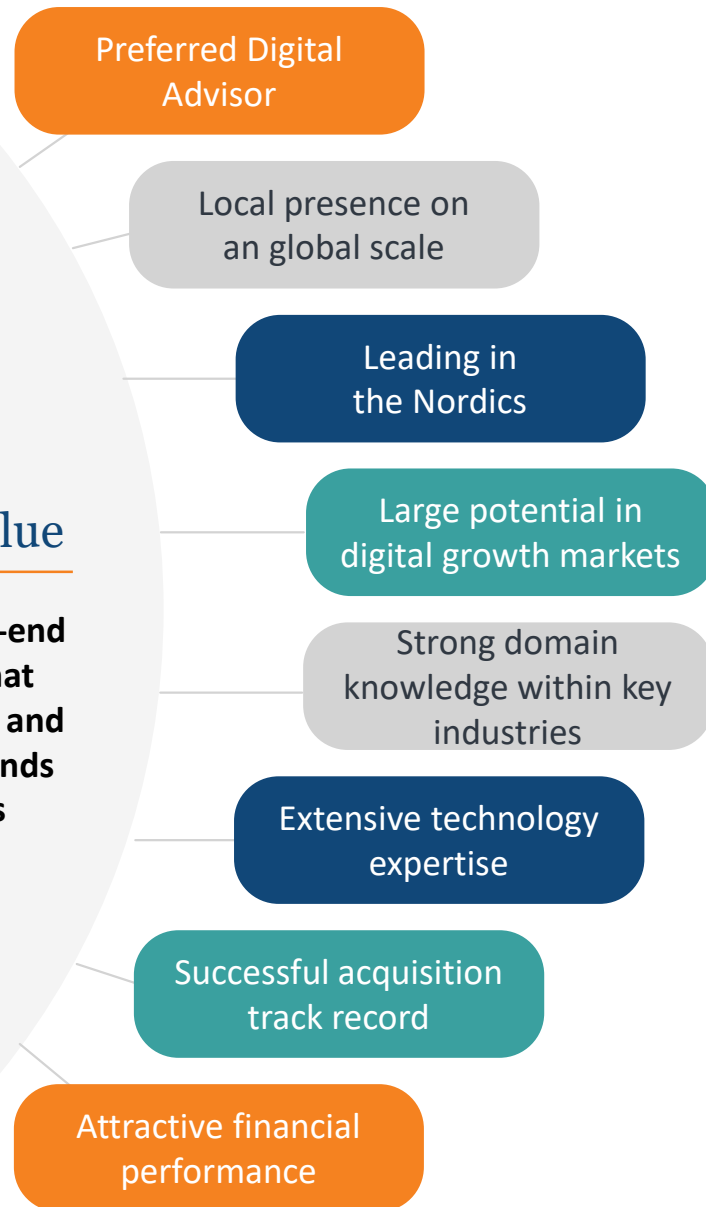 Preferred Digital
Advisor
Local presence on
an global scale
Leading in
the Nordics
Large potential in
digital growth markets
lue
-end
nat
and
nds
s
Strong domain
knowledge within key
industries
Extensive technology
expertise
Successful acquisition
track record
Attractive financial
performance